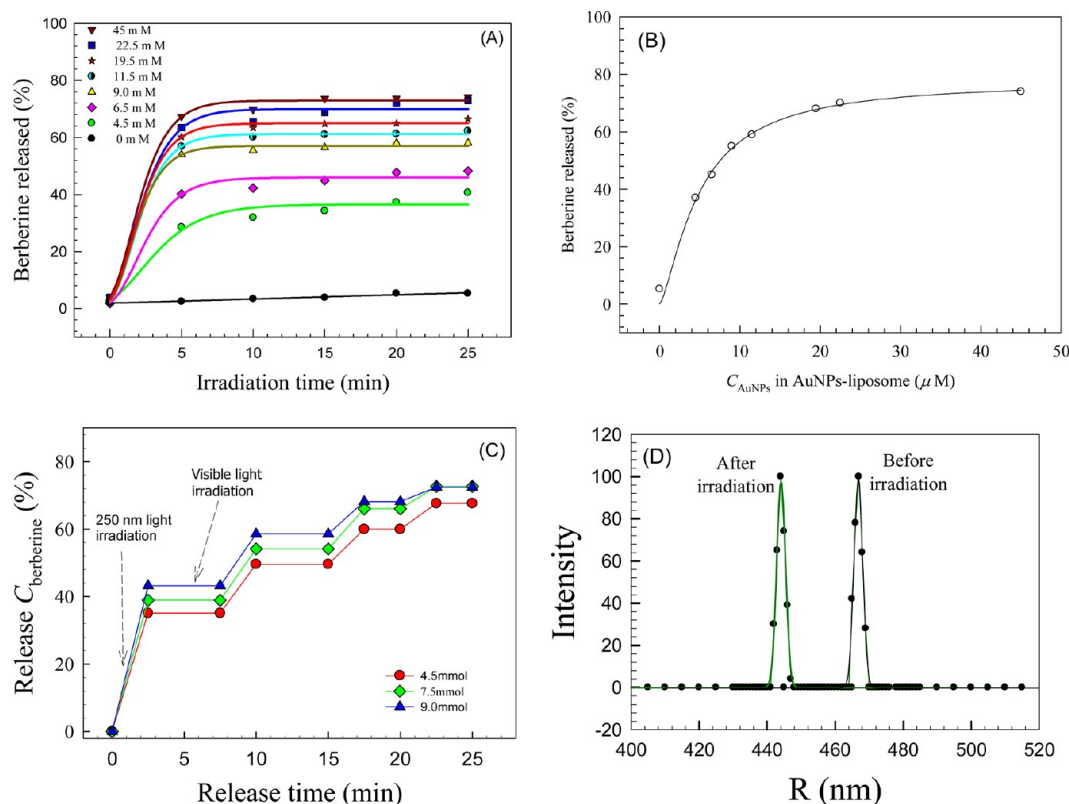 (A)
45 m M
22.5 m M
19.5 m M
11.5 m M
9.0 m M
6.5 m M
4.5 m M
0 m M
100
80
60
40
20
0
Berberine released (%)
0 5 10 15 20 25
Irradiation time (min)
(B)
100
80
60
40
20
0
Berberine released (%)
0 10 20 30 40 50
C AuNPs in AuNPs-liposome (μ M)
(C)
Visible light
irradiation
250 nm light
irradiation
80
60
40
20
0
Release C berberine (%)
4.5mmol
7.5mmol
9.0mmol
0 5 10 15 20 25
Release time (min)
(D)
After
irradiation
Before
irradiation
120
100
80
60
40
20
0
-20
Intensity
400 420 440 460 480 500 520
R (nm)